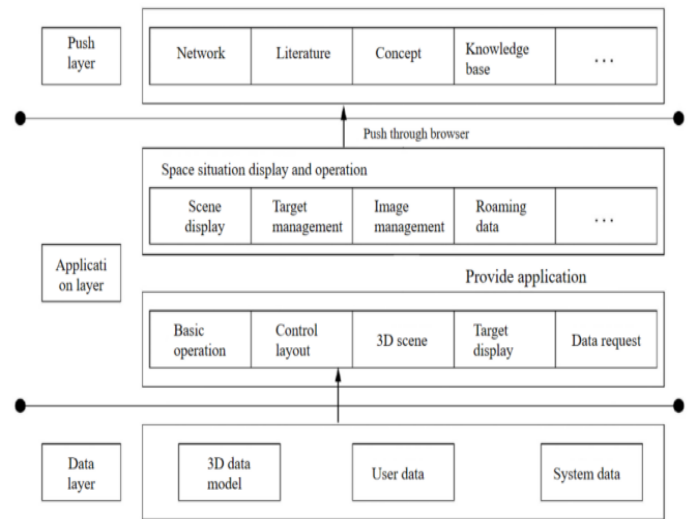 Push
layer
Network
Literature
Concept
Knowledge
base
...
Push through browser
Space situation display and operation
Scene
display
Target
management
Image
management
Roaming
data
...
Applicati
on layer
Provide application
Basic
operation
Control
layout
3D scene
Target
display
Data request
Data
layer
3D data
model
User data
System data